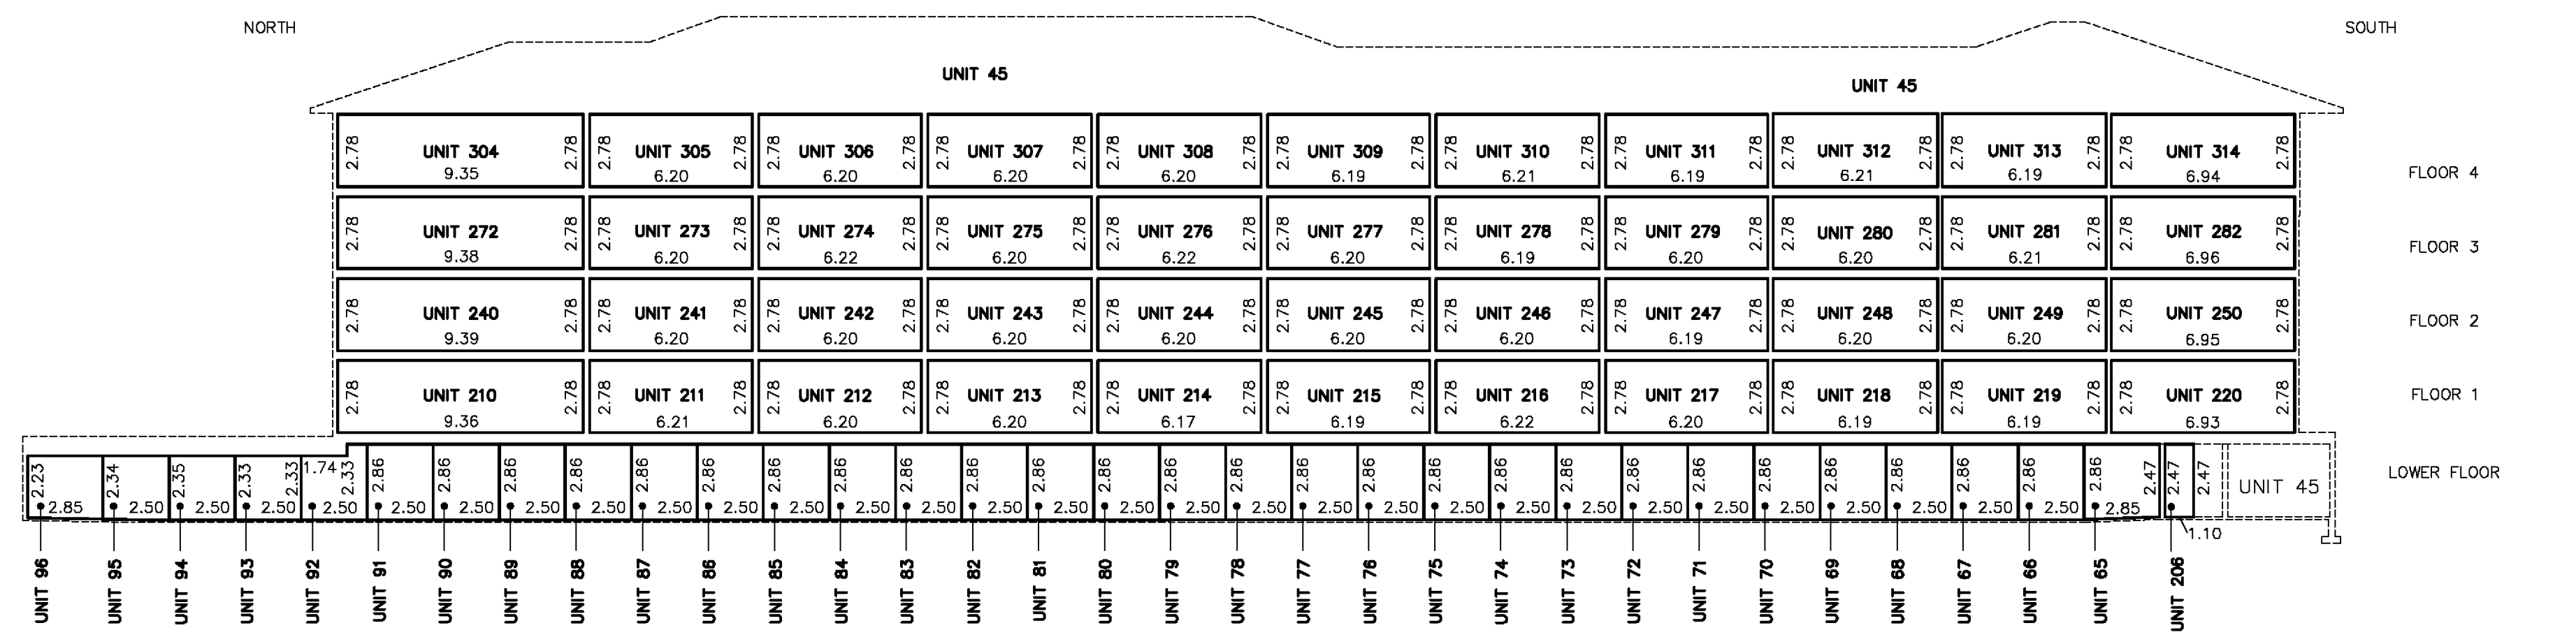 NORTH
SOUTH
UNIT 45
UNIT 45
2.78 UNIT 304 2.78 2.78 UNIT 305 2.78 2.78 UNIT 306 2.78 2.78 UNIT 307 2.78 2.78 UNIT 308 2.78 2.78 UNIT 309 2.78 2.78 UNIT 310 2.78 2.78 UNIT 311 2.78 2.78 UNIT 312 2.78 2.78 UNIT 313 2.78 2.78 UNIT 314 2.78
9.35 6.20 6.20 6.20 6.20 6.19 6.21 6.19 6.21 6.19 6.94
FLOOR 4
2.78 UNIT 272 2.78 2.78 UNIT 273 2.78 2.78 UNIT 274 2.78 2.78 UNIT 275 2.78 2.78 UNIT 276 2.78 2.78 UNIT 277 2.78 2.78 UNIT 278 2.78 2.78 UNIT 279 2.78 2.78 UNIT 280 2.78 2.78 UNIT 281 2.78 2.78 UNIT 282 2.78
9.38 6.20 6.22 6.20 6.22 6.20 6.19 6.20 6.20 6.21 6.96
FLOOR 3
2.78 UNIT 240 2.78 2.78 UNIT 241 2.78 2.78 UNIT 242 2.78 2.78 UNIT 243 2.78 2.78 UNIT 244 2.78 2.78 UNIT 245 2.78 2.78 UNIT 246 2.78 2.78 UNIT 247 2.78 2.78 UNIT 248 2.78 2.78 UNIT 249 2.78 2.78 UNIT 250 2.78
9.39 6.20 6.20 6.20 6.20 6.20 6.20 6.19 6.20 6.20 6.95
FLOOR 2
2.78 UNIT 210 2.78 2.78 UNIT 211 2.78 2.78 UNIT 212 2.78 2.78 UNIT 213 2.78 2.78 UNIT 214 2.78 2.78 UNIT 215 2.78 2.78 UNIT 216 2.78 2.78 UNIT 217 2.78 2.78 UNIT 218 2.78 2.78 UNIT 219 2.78 2.78 UNIT 220 2.78
9.36 6.21 6.20 6.20 6.17 6.19 6.22 6.20 6.19 6.19 6.93
FLOOR 1
2.23 2.34 2.35 2.33 2.33 1.74 2.33 2.86 2.86 2.86 2.86 2.86 2.86 2.86 2.86 2.86 2.86 2.86 2.86 2.86 2.86 2.86 2.86 2.86 2.86 2.86 2.86 2.86 2.86 2.86 2.86 2.86 2.86 2.86 2.47 2.47 2.47
UNIT 45
LOWER FLOOR
2.85 2.50 2.50 2.50 2.50 2.50 2.50 2.50 2.50 2.50 2.50 2.50 2.50 2.50 2.50 2.50 2.50 2.50 2.50 2.50 2.50 2.50 2.50 2.50 2.50 2.50 2.50 2.50 2.50 2.50 2.50 2.85
1.10
UNIT 96
UNIT 95
UNIT 94
UNIT 93
UNIT 92
UNIT 91
UNIT 90
UNIT 89
UNIT 88
UNIT 87
UNIT 86
UNIT 85
UNIT 84
UNIT 83
UNIT 82
UNIT 81
UNIT 80
UNIT 79
UNIT 78
UNIT 77
UNIT 76
UNIT 75
UNIT 74
UNIT 73
UNIT 72
UNIT 71
UNIT 70
UNIT 69
UNIT 68
UNIT 67
UNIT 66
UNIT 65
UNIT 206